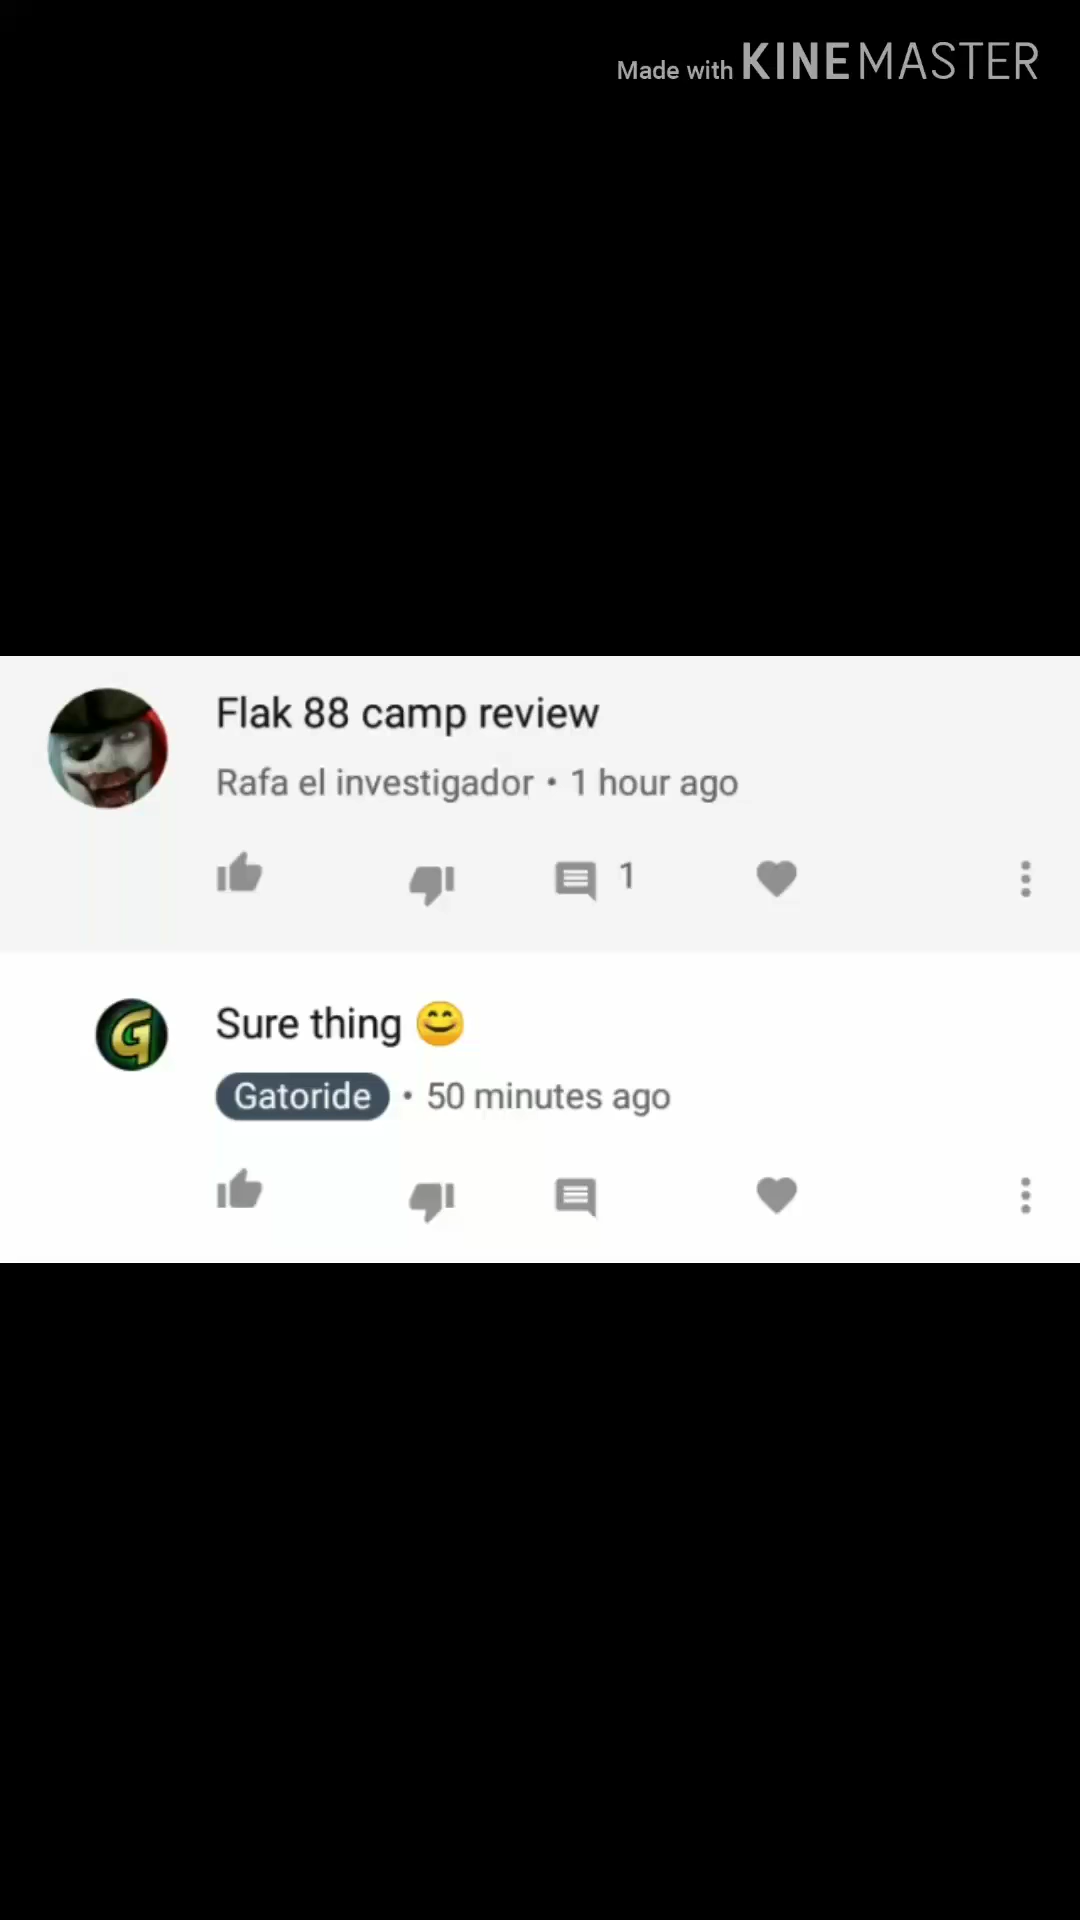 Made with KINEMASTER
Flak 88 camp review
Rafa el investigador • 1 hour ago
1
G
Sure thing 😊
Gatoride • 50 minutes ago